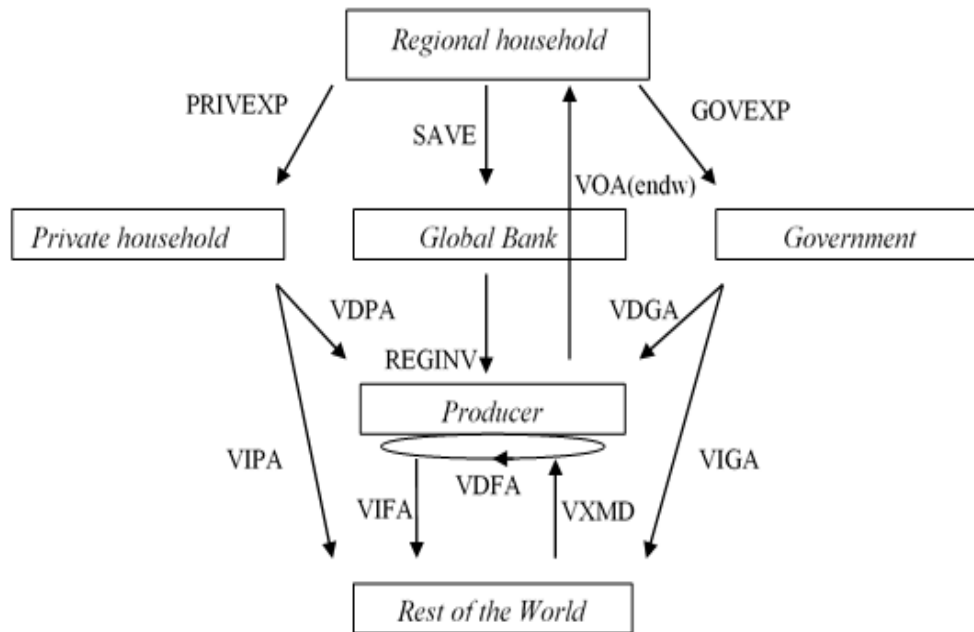 Regional household
PRIVEXP
SAVE
GOVEXP
VOA(endw)
Private household
Global Bank
Government
VDPA
VDGA
REGINV
Producer
VIPA
VIGA
VDFA
VIFA
VXMD
Rest of the World